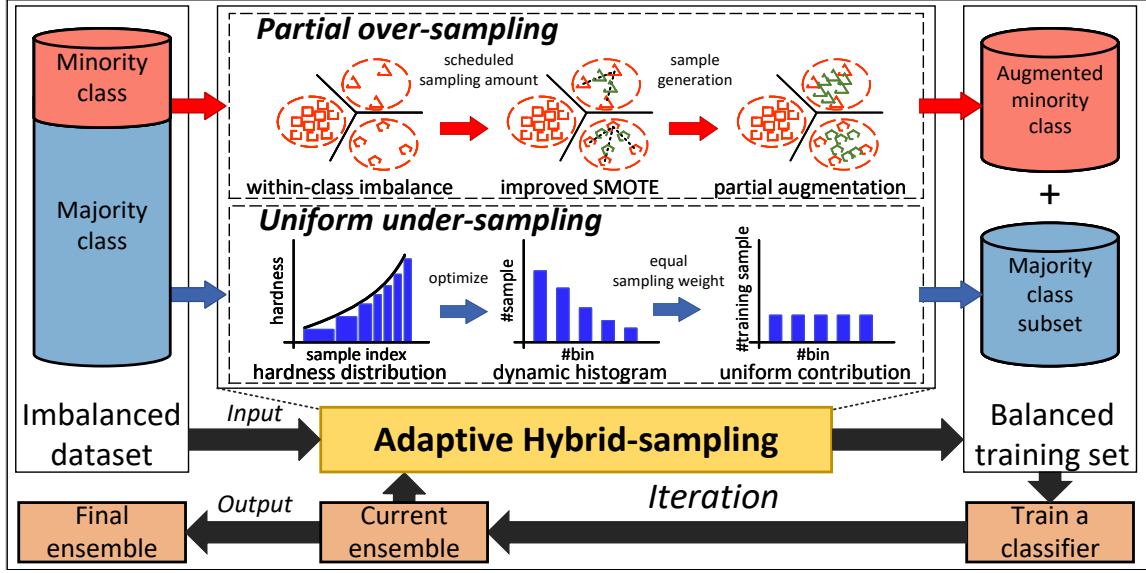 Partial over-sampling
Minority
class
Majority
class
scheduled
sampling amount
sample
generation
within-class imbalance
improved SMOTE
partial augmentation
Augmented
minority
class
+
Majority
class
subset
Uniform under-sampling
hardness
sample index
hardness distribution
optimize
#sample
#bin
dynamic histogram
equal
sampling weight
#training sample
#bin
uniform contribution
Imbalanced
dataset
Input
Adaptive Hybrid-sampling
Balanced
training set
Final
ensemble
Output
Current
ensemble
Iteration
Train a
classifier